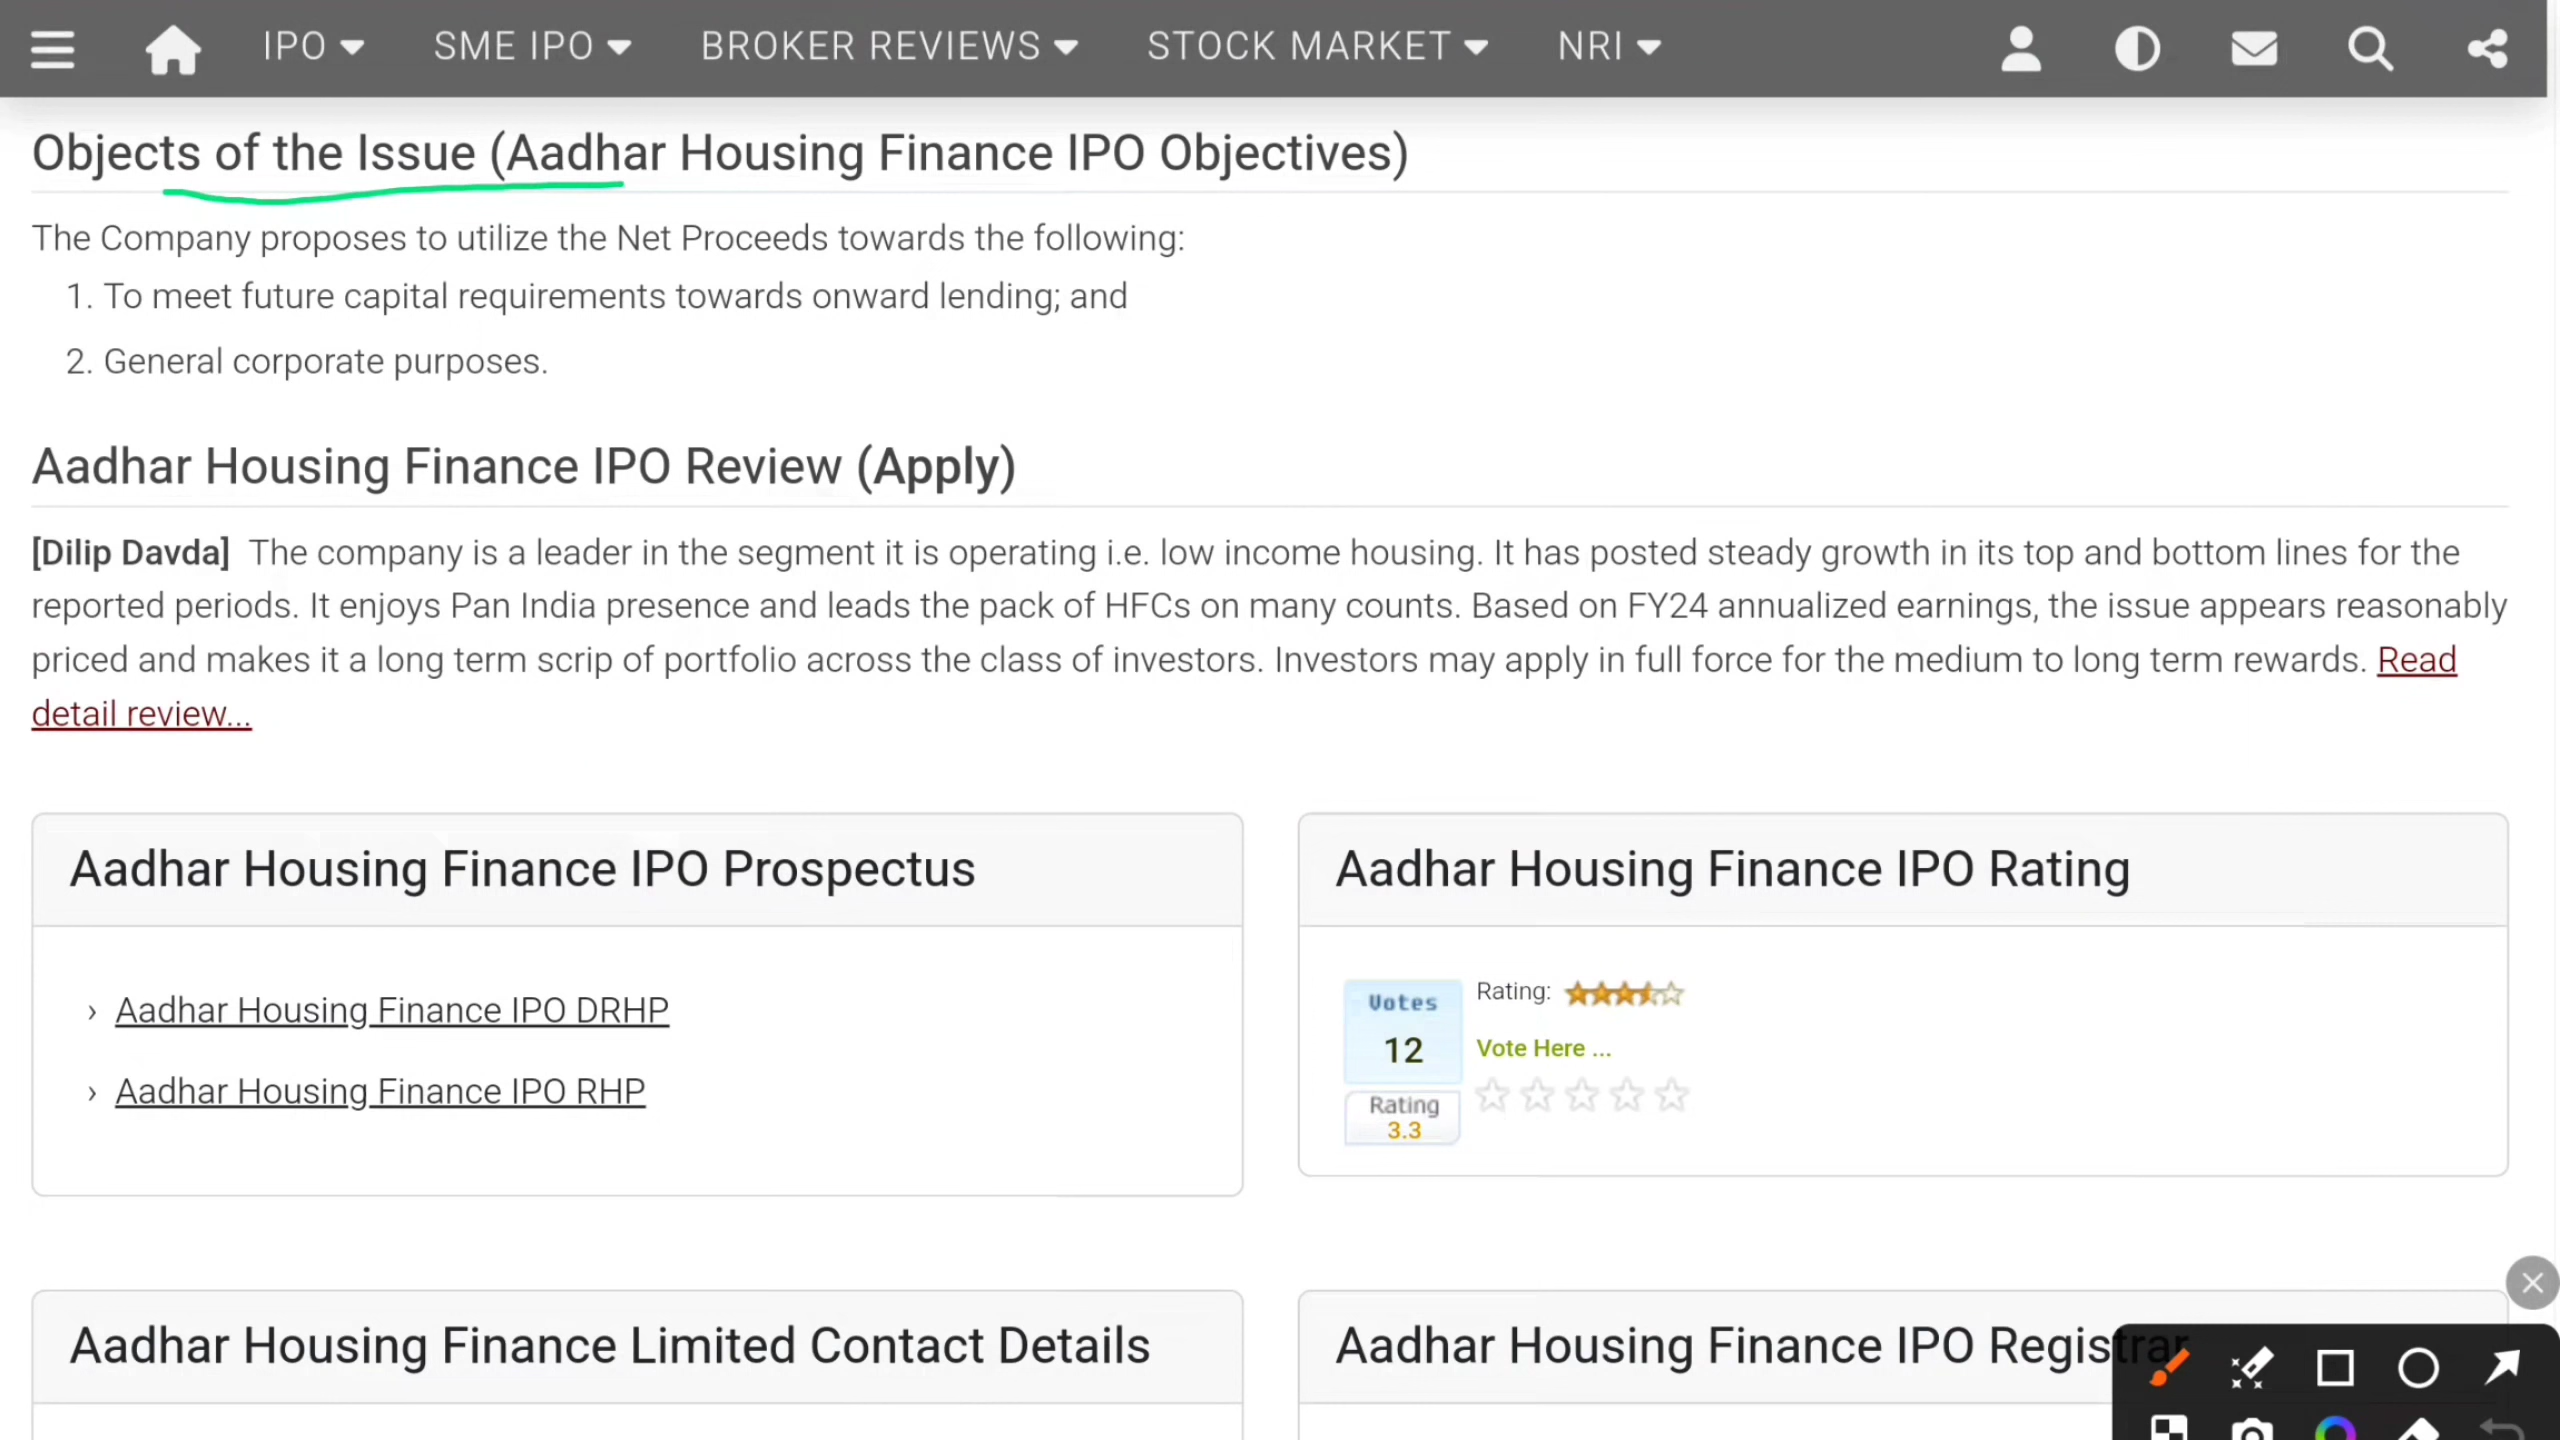 IPO SME IPO BROKER REVIEWS STOCK MARKET NRI
Objects of the Issue (Aadhar Housing Finance IPO Objectives)
The Company proposes to utilize the Net Proceeds towards the following:
1. To meet future capital requirements towards onward lending; and
2. General corporate purposes.
Aadhar Housing Finance IPO Review (Apply)
[Dilip Davda] The company is a leader in the segment it is operating i.e. low income housing. It has posted steady growth in its top and bottom lines for the
reported periods. It enjoys Pan India presence and leads the pack of HFCs on many counts. Based on FY24 annualized earnings, the issue appears reasonably
priced and makes it a long term scrip of portfolio across the class of investors. Investors may apply in full force for the medium to long term rewards. Read
detail review...
Aadhar Housing Finance IPO Prospectus
› Aadhar Housing Finance IPO DRHP
› Aadhar Housing Finance IPO RHP
Aadhar Housing Finance IPO Rating
Votes
12
Rating
3.3
Rating:
Vote Here ...
Aadhar Housing Finance Limited Contact Details
Aadhar Housing Finance IPO Registrar